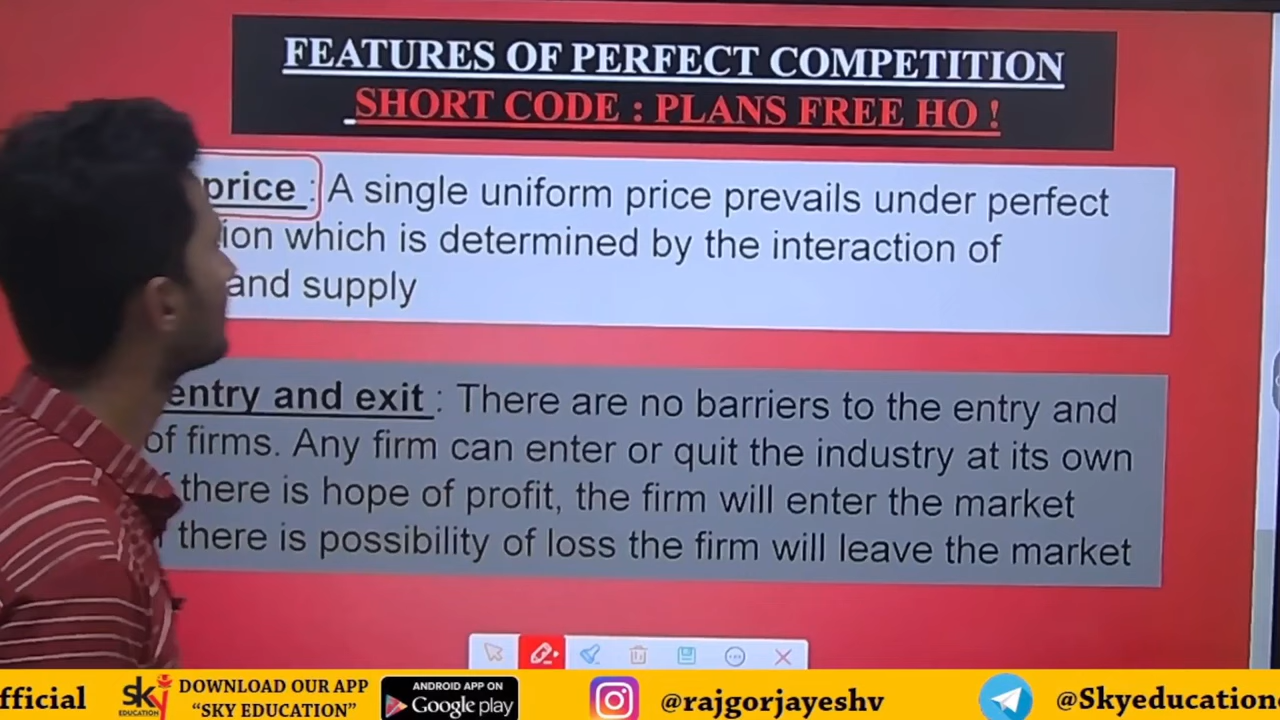 FEATURES OF PERFECT COMPETITION
SHORT CODE : PLANS FREE HO !
price : A single uniform price prevails under perfect
ion which is determined by the interaction of
and supply
entry and exit : There are no barriers to the entry and
of firms. Any firm can enter or quit the industry at its own
there is hope of profit, the firm will enter the market
there is possibility of loss the firm will leave the market
fficial
sky
EDUCATION
DOWNLOAD OUR APP
“SKY EDUCATION”
ANDROID APP ON
Google play
@rajgorjayeshv
@Skyeducation